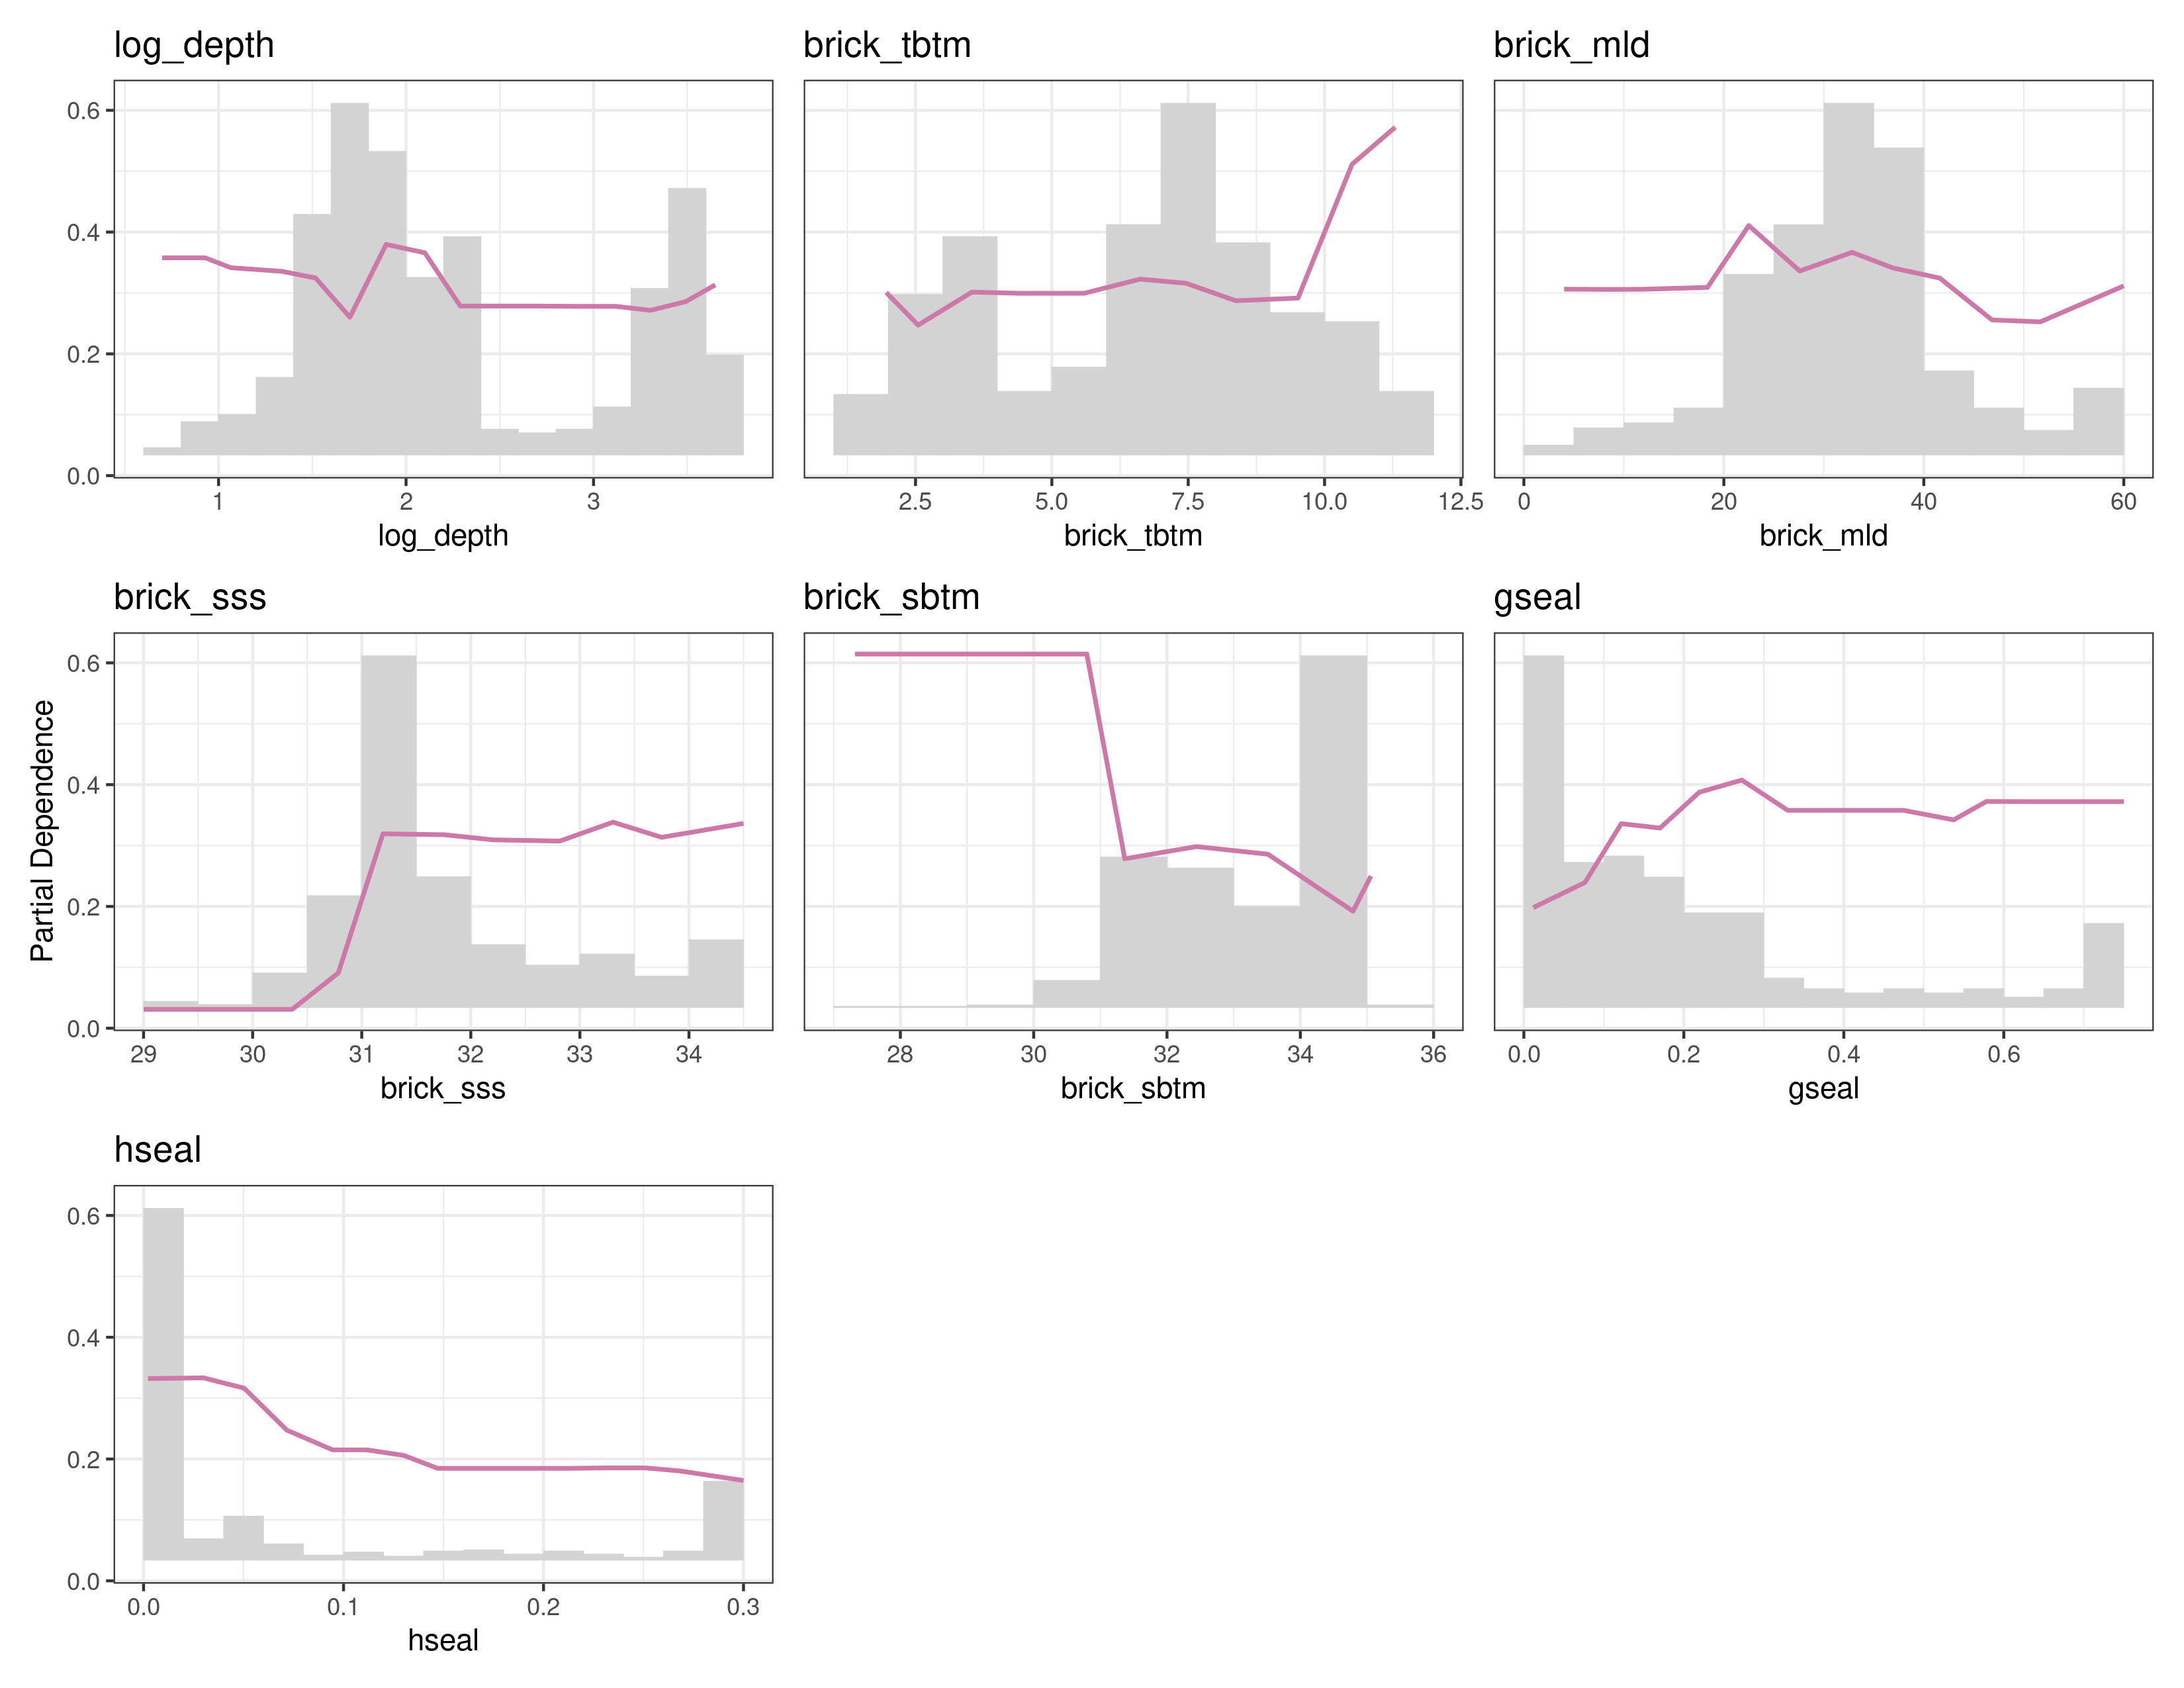 log_depth
brick_tbtm
brick_mld
0.6
0.4
0.2
0.0
1 2 3
2.5 5.0 7.5 10.0 12.5
0 20 40 60
log_depth
brick_tbtm
brick_mld
brick_sss
brick_sbtm
gseal
Partial Dependence
0.6
0.4
0.2
0.0
29 30 31 32 33 34
28 30 32 34 36
0.0 0.2 0.4 0.6
brick_sss
brick_sbtm
gseal
hseal
0.6
0.4
0.2
0.0
0.0 0.1 0.2 0.3
hseal